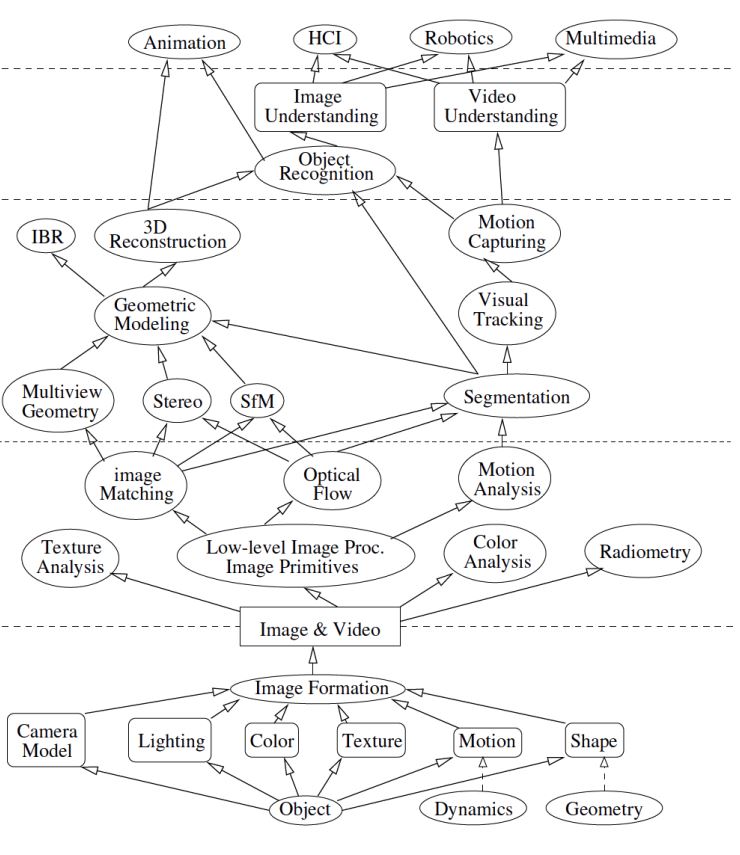 Animation
HCI
Robotics
Multimedia
Image
Understanding
Video
Understanding
Object
Recognition
IBR
3D
Reconstruction
Motion
Capturing
Geometric
Modeling
Visual
Tracking
Multiview
Geometry
Stereo
SfM
Segmentation
image
Matching
Optical
Flow
Motion
Analysis
Texture
Analysis
Low-level Image Proc.
Image Primitives
Color
Analysis
Radiometry
Image & Video
Image Formation
Camera
Model
Lighting
Color
Texture
Motion
Shape
Object
Dynamics
Geometry